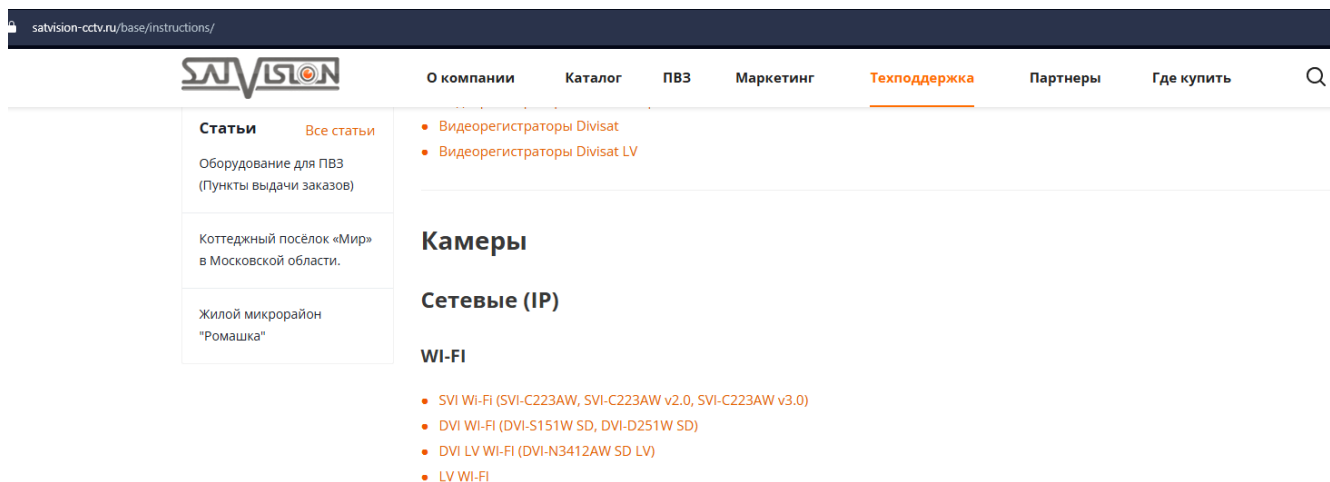 satvision-cctv.ru/base/instructions/
SATVISION
О компании Каталог ПВЗ Маркетинг Техподдержка Партнеры Где купить
Статьи Все статьи
Оборудование для ПВЗ
(Пункты выдачи заказов)
Коттеджный посёлок «Мир»
в Московской области.
Жилой микрорайон
"Ромашка"
Видеорегистраторы Divisat
Видеорегистраторы Divisat LV
Камеры
Сетевые (IP)
WI-FI
SVI Wi-Fi (SVI-C223AW, SVI-C223AW v2.0, SVI-C223AW v3.0)
DVI WI-FI (DVI-S151W SD, DVI-D251W SD)
DVI LV WI-FI (DVI-N3412AW SD LV)
LV WI-FI